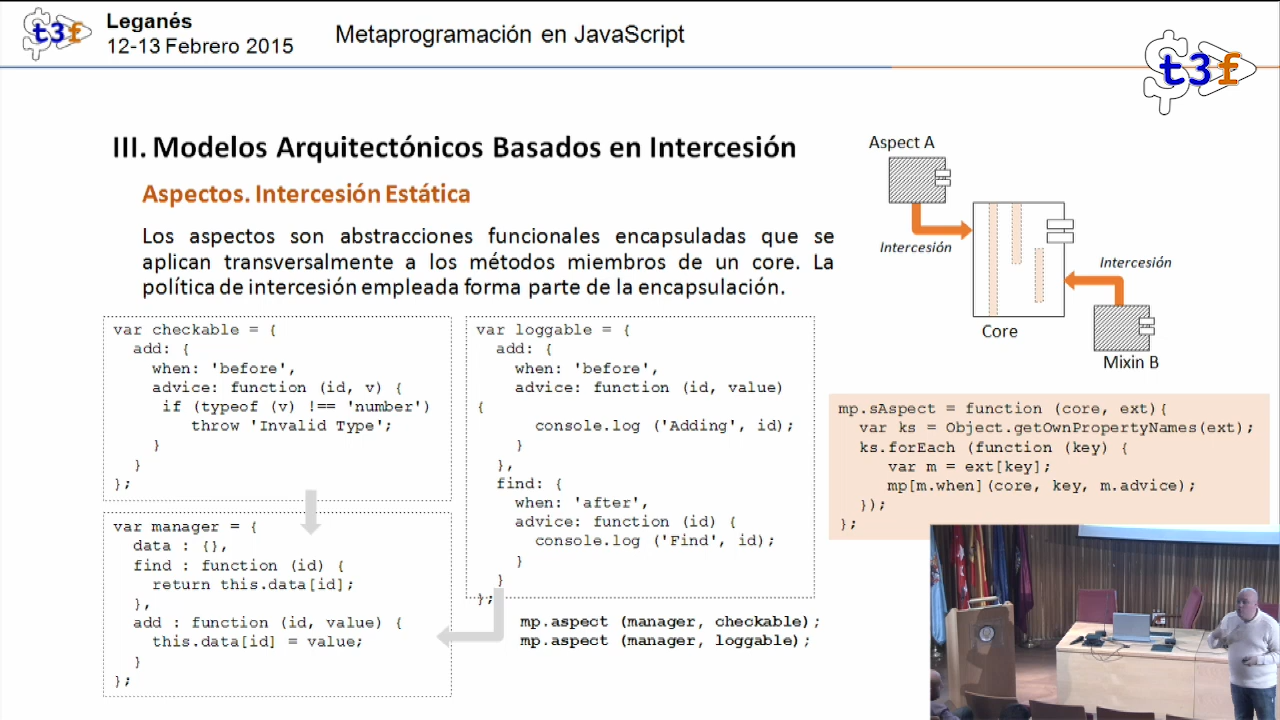 t3f
Leganés
12-13 Febrero 2015
Metaprogramación en JavaScript
t3f
III. Modelos Arquitectónicos Basados en Intercesión
Aspectos. Intercesión Estática
Los aspectos son abstracciones funcionales encapsuladas que se
aplican transversalmente a los métodos miembros de un core. La
política de intercesión empleada forma parte de la encapsulación.
var checkable = {
add: {
when: 'before',
advice: function (id, v) {
if (typeof (v) !== 'number')
throw 'Invalid Type';
}
}
};
var manager = {
data : {},
find : function (id) {
return this.data[id];
},
add : function (id, value) {
this.data[id] = value;
}
};
var loggable = {
add: {
when: 'before',
advice: function (id, value)
{
console.log ('Adding', id);
}
},
find: {
when: 'after',
advice: function (id) {
console.log ('Find', id);
}
}
};
mp.aspect (manager, checkable);
mp.aspect (manager, loggable);
Aspect A
Intercesión
Intercesión
Core
Mixin B
mp.sAspect = function (core, ext){
var ks = Object.getOwnPropertyNames(ext);
ks.forEach (function (key) {
var m = ext[key];
mp[m.when](core, key, m.advice);
});
};